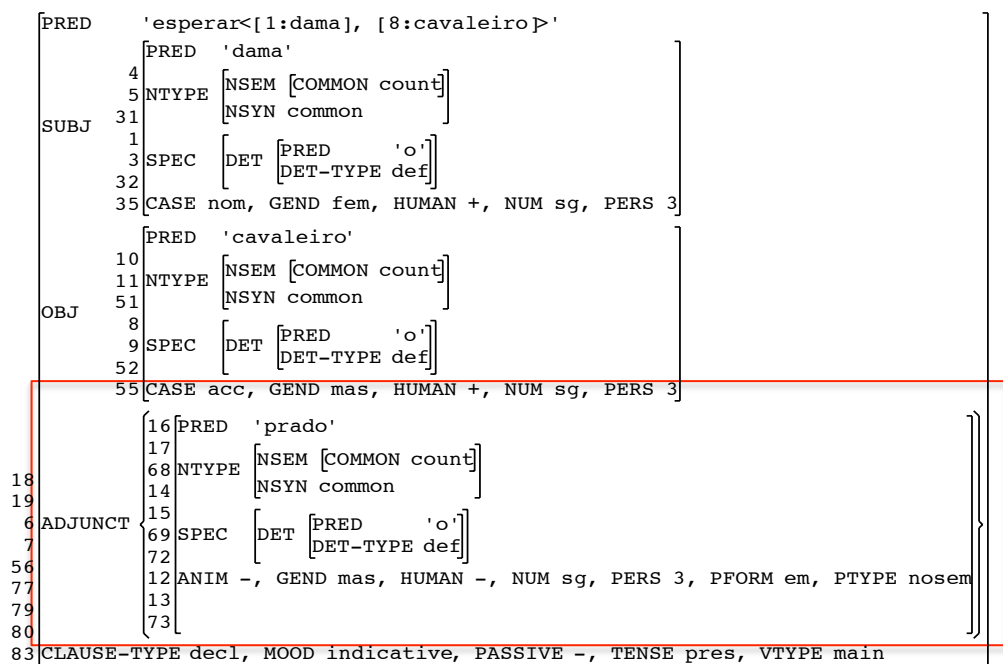 PRED 'esperar<[1:dama], [8:cavaleiro]>'
PRED 'dama'
4
NSEM [COMMON count]
5 NTYPE
31 NSYN common
SUBJ
1
PRED 'o'
3 SPEC DET
DET-TYPE def
32
35 CASE nom, GEND fem, HUMAN +, NUM sg, PERS 3
PRED 'cavaleiro'
10
NSEM [COMMON count]
11 NTYPE
51 NSYN common
OBJ
8
PRED 'o'
9 SPEC DET
DET-TYPE def
52
55 CASE acc, GEND mas, HUMAN +, NUM sg, PERS 3
16 PRED 'prado'
17
NSEM [COMMON count]
68 NTYPE
18
14 NSYN common
19
15
6 ADJUNCT
PRED 'o'
69 SPEC DET
7
DET-TYPE def
72
56
12 ANIM -, GEND mas, HUMAN -, NUM sg, PERS 3, PFORM em, PTYPE nosem
77
13
79
73
80
83 CLAUSE-TYPE decl, MOOD indicative, PASSIVE -, TENSE pres, VTYPE main